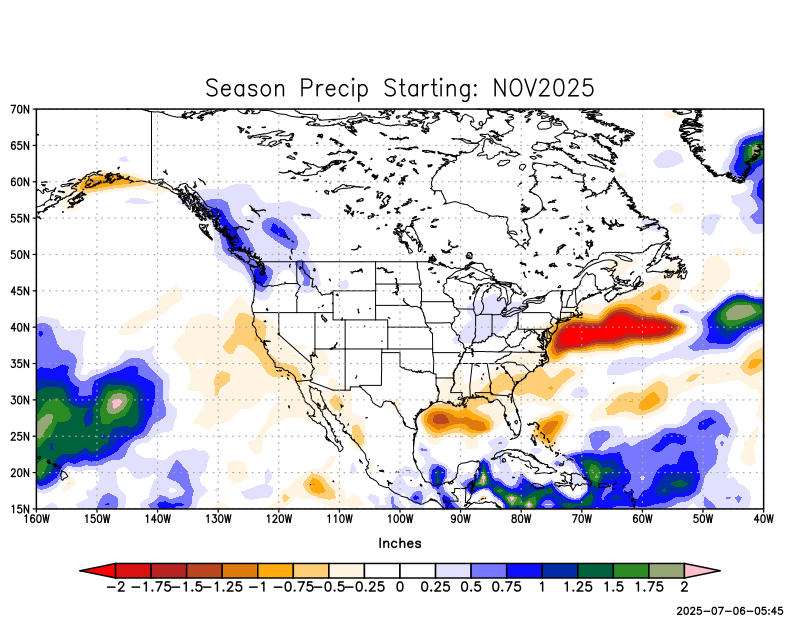 Season Precip Starting: NOV2025
70N
65N
60N
55N
50N
45N
40N
35N
30N
25N
20N
15N
160W 150W 140W 130W 120W 110W 100W 90W 80W 70W 60W 50W 40W
Inches
-2 -1.75 -1.5 -1.25 -1 -0.75 -0.5 -0.25 0 0.25 0.5 0.75 1 1.25 1.5 1.75 2
2025-07-06-05:45